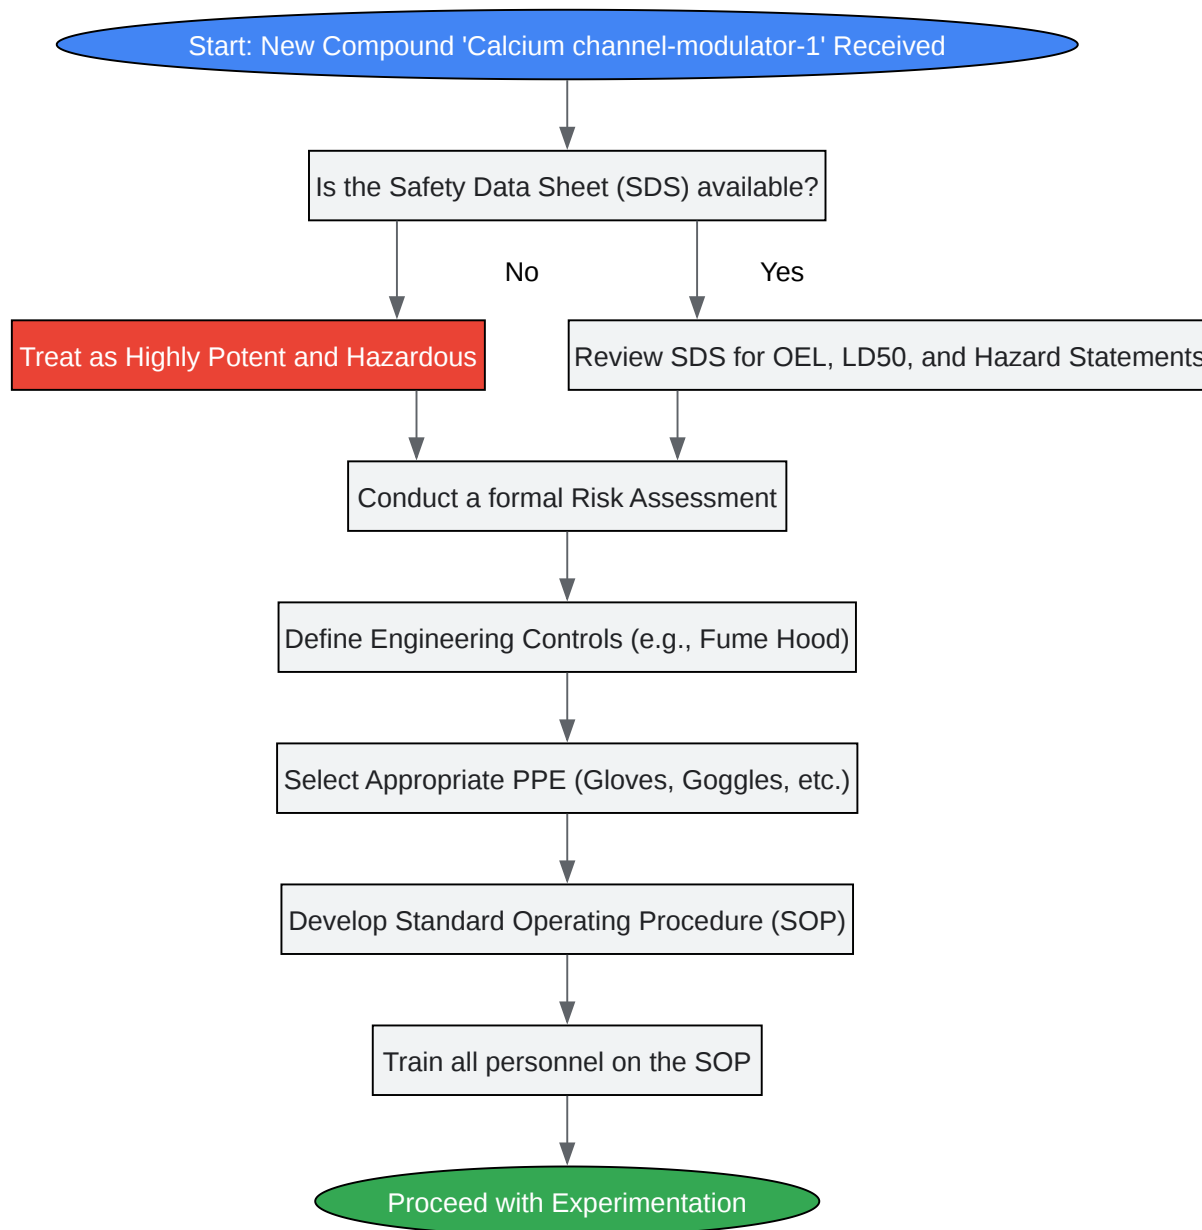 Start: New Compound 'Calcium channel-modulator-1' Received
Is the Safety Data Sheet (SDS) available?
No
Yes
Treat as Highly Potent and Hazardous
Review SDS for OEL, LD50, and Hazard Statements
Conduct a formal Risk Assessment
Define Engineering Controls (e.g., Fume Hood)
Select Appropriate PPE (Gloves, Goggles, etc.)
Develop Standard Operating Procedure (SOP)
Train all personnel on the SOP
Proceed with Experimentation